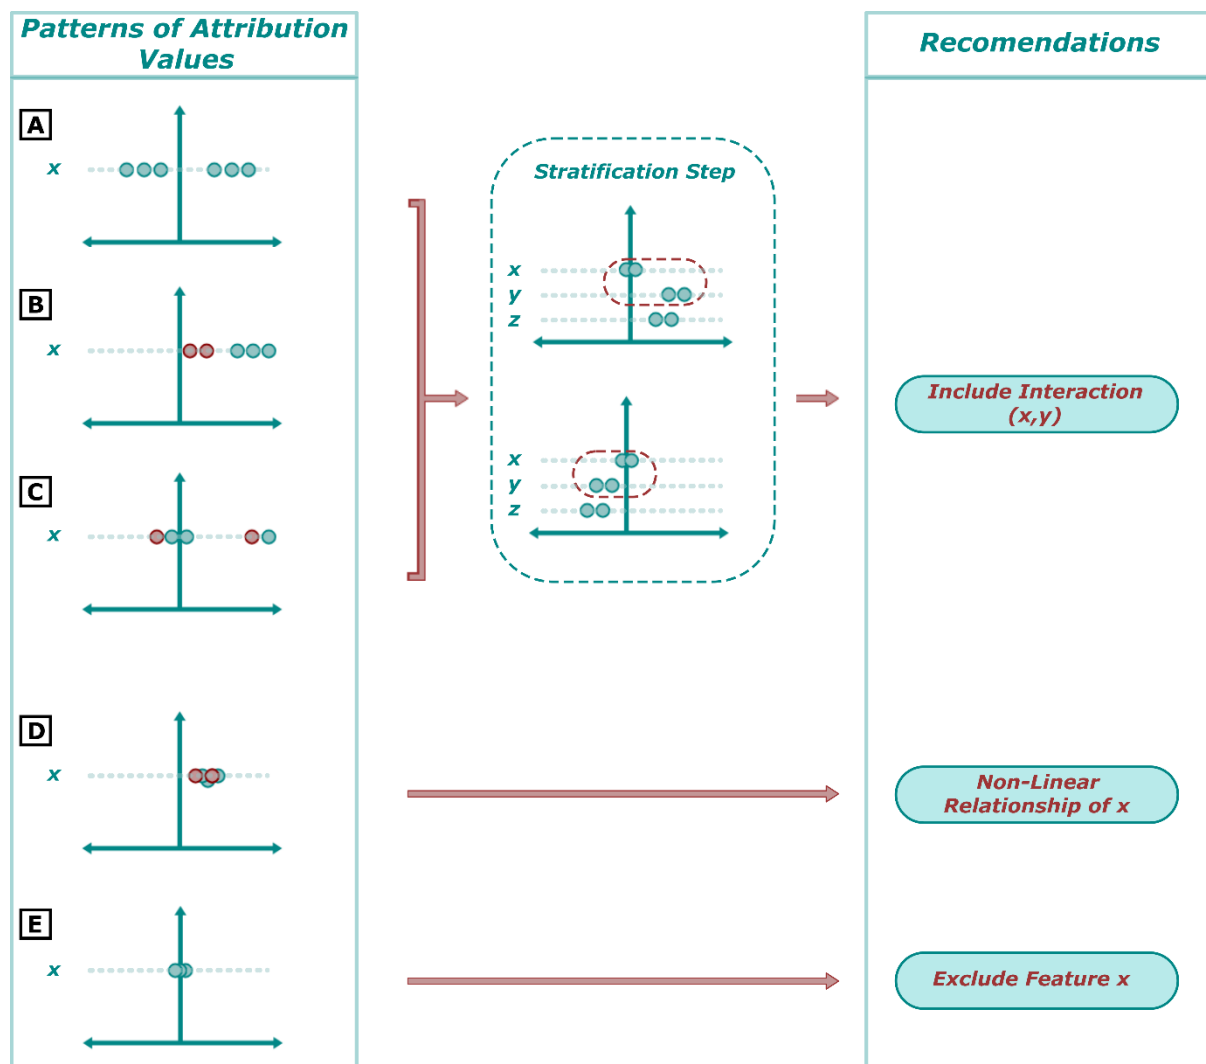 Patterns of Attribution
Values
Recomendations
A
x
Stratification Step
x
y
z
B
x
Include Interaction
(x,y)
C
x
x
y
z
D
x
Non-Linear
Relationship of x
E
x
Exclude Feature x